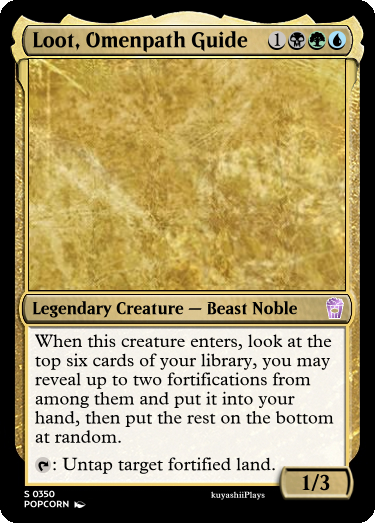 Loot, Omenpath Guide 1
Legendary Creature — Beast Noble
When this creature enters, look at the
top six cards of your library, you may
reveal up to two fortifications from
among them and put it into your
hand, then put the rest on the bottom
at random.
: Untap target fortified land.
1/3
S 0350
POPCORN
kuyashiiPlays